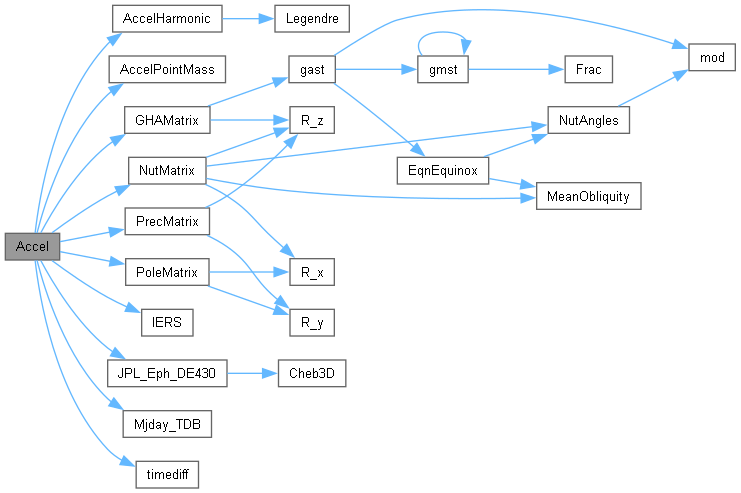 AccelHarmonic
Legendre
AccelPointMass
gast
gmst
Frac
mod
GHAMatrix
R_z
NutAngles
NutMatrix
EqnEquinox
MeanObliquity
PrecMatrix
Accel
PoleMatrix
R_x
IERS
R_y
JPL_Eph_DE430
Cheb3D
Mjday_TDB
timediff